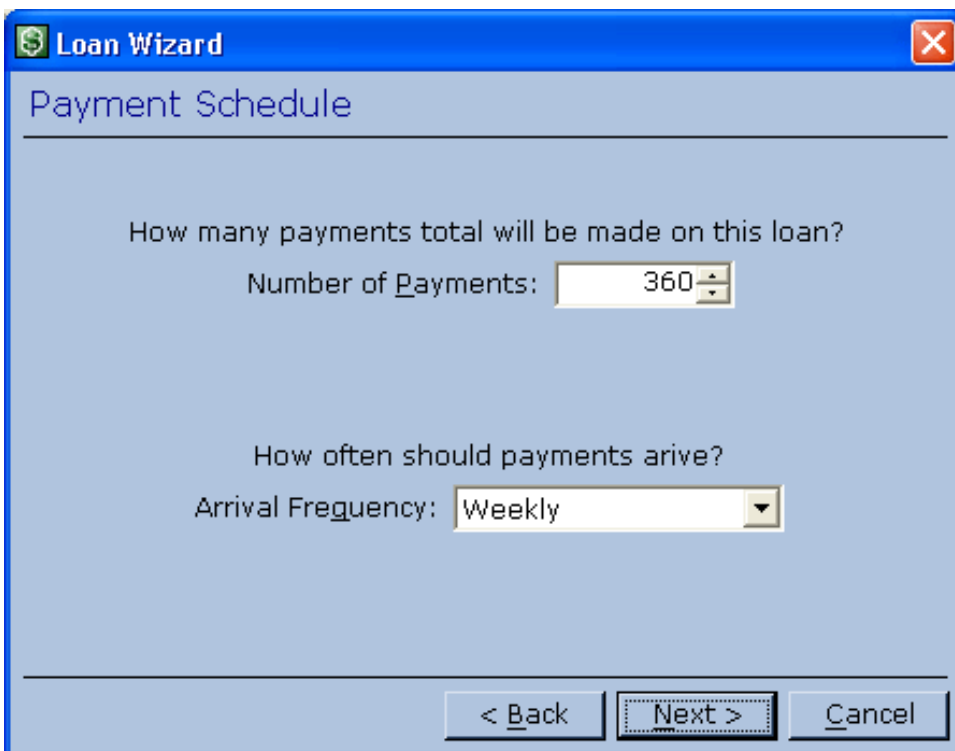 Loan Wizard
Payment Schedule
How many payments total will be made on this loan?
Number of Payments: 360
How often should payments arive?
Arrival Frequency: Weekly
< Back Next > Cancel